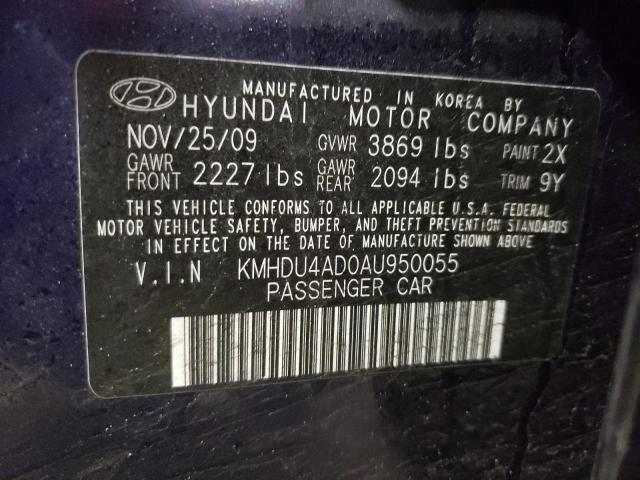 MANUFACTURED IN KOREA BY
HYUNDAI MOTOR COMPANY
NOV/25/09 GVWR 3869 lbs PAINT 2X
GAWR FRONT 2227 lbs GAWR REAR 2094 lbs TRIM 9Y
THIS VEHICLE CONFORMS TO ALL APPLICABLE U.S.A. FEDERAL
MOTOR VEHICLE SAFETY, BUMPER, AND THEFT PREVENTION STANDARDS
IN EFFECT ON THE DATE OF MANUFACTURE SHOWN ABOVE
V.I.N KMHDU4AD0AU950055
PASSENGER CAR